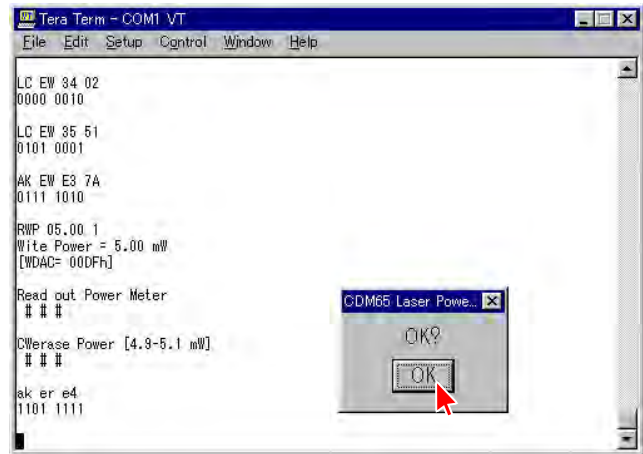 Tera Term - COM1 VT
File Edit Setup Control Window Help
LC EW 34 02
0000 0010
LC EW 35 51
0101 0001
AK EW E3 7A
0111 1010
RWP 05.00 1
Wite Power = 5.00 mW
[WDAC= 00DFh]
Read out Power Meter
# # #
CWerase Power [4.9-5.1 mW]
# # #
ak er e4
1101 1111
CDM65 Laser Powe...
OK?
OK